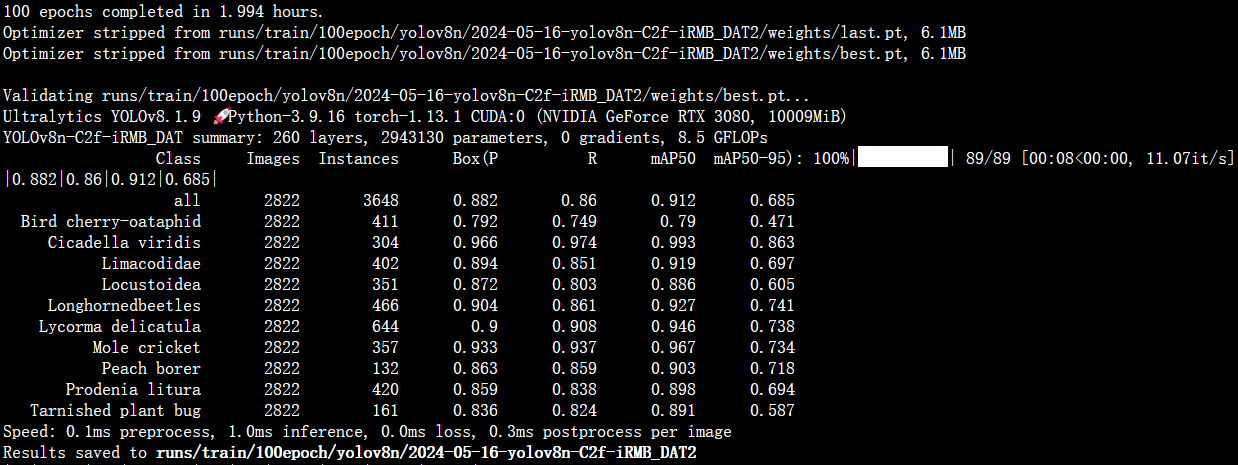 100 epochs completed in 1.994 hours.
Optimizer stripped from runs/train/100epoch/yolov8n/2024-05-16-yolov8n-C2f-iRMB_DAT2/weights/last.pt, 6.1MB
Optimizer stripped from runs/train/100epoch/yolov8n/2024-05-16-yolov8n-C2f-iRMB_DAT2/weights/best.pt, 6.1MB
Validating runs/train/100epoch/yolov8n/2024-05-16-yolov8n-C2f-iRMB_DAT2/weights/best.pt...
Ultralytics YOLOv8.1.9 🚀Python-3.9.16 torch-1.13.1 CUDA:0 (NVIDIA GeForce RTX 3080, 10009MiB)
YOLOv8n-C2f-iRMB_DAT summary: 260 layers, 2943130 parameters, 0 gradients, 8.5 GFLOPs
Class Images Instances Box(P R mAP50 mAP50-95): 100%|██████████| 89/89 [00:08<00:00, 11.07it/s]
|0.882|0.86|0.912|0.685|
all 2822 3648 0.882 0.86 0.912 0.685
Bird cherry-oataphid 2822 411 0.792 0.749 0.79 0.471
Cicadella viridis 2822 304 0.966 0.974 0.993 0.863
Limacodidae 2822 402 0.894 0.851 0.919 0.697
Locustoidea 2822 351 0.872 0.803 0.886 0.605
Longhornedbeetles 2822 466 0.904 0.861 0.927 0.741
Lycorma delicatula 2822 644 0.9 0.908 0.946 0.738
Mole cricket 2822 357 0.933 0.937 0.967 0.734
Peach borer 2822 132 0.863 0.859 0.903 0.718
Prodenia litura 2822 420 0.859 0.838 0.898 0.694
Tarnished plant bug 2822 161 0.836 0.824 0.891 0.587
Speed: 0.1ms preprocess, 1.0ms inference, 0.0ms loss, 0.3ms postprocess per image
Results saved to runs/train/100epoch/yolov8n/2024-05-16-yolov8n-C2f-iRMB_DAT2